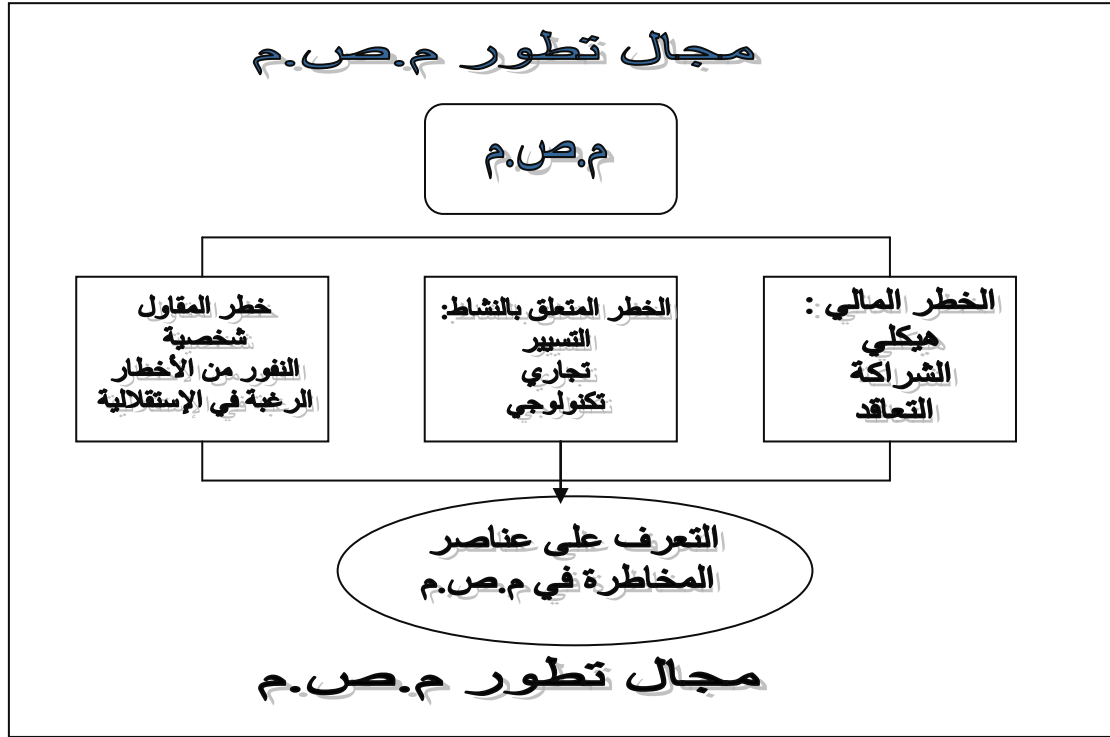 مجال تطور م.ص.م
م.ص.م
الخطر المالي :
هيكلي
الشراكة
التعاقد
الخطر المتعلق بالنشاط:
التسيير
تجاري
تكنولوجي
خطر المقاول
شخصية
النفور من الأخطار
الرغبة في الإستقلالية
التعرف على عناصر
المخاطرة في م.ص.م
مجال تطور م.ص.م